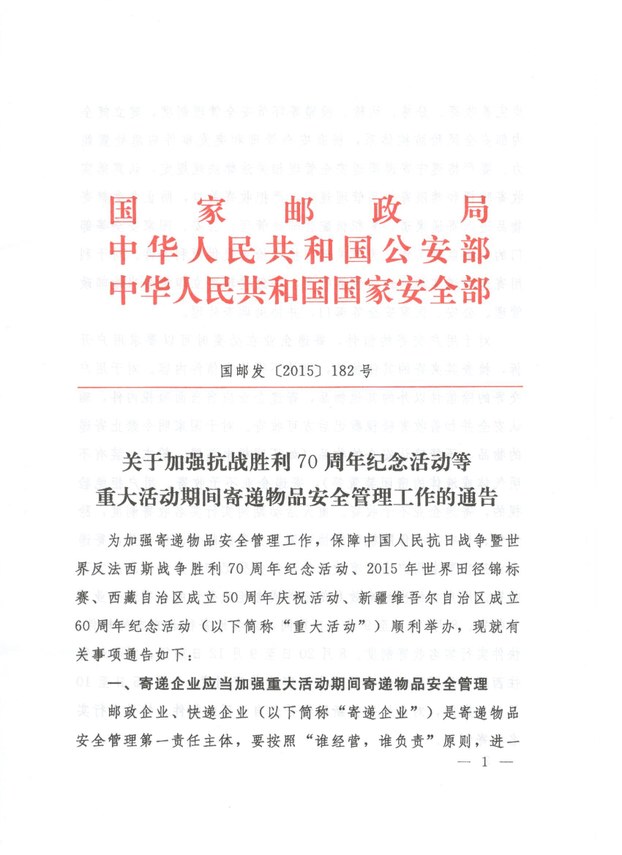 国家邮政局
中华人民共和国公安部
中华人民共和国国家安全部
国邮发〔2015〕182号
关于加强抗战胜利70周年纪念活动等
重大活动期间寄递物品安全管理工作的通告
为加强寄递物品安全管理工作，保障中国人民抗日战争暨世
界反法西斯战争胜利70周年纪念活动、2015年世界田径锦标
赛、西藏自治区成立50周年庆祝活动、新疆维吾尔自治区成立
60周年纪念活动（以下简称“重大活动”）顺利举办，现就有
关事项通告如下：
一、寄递企业应当加强重大活动期间寄递物品安全管理
邮政企业、快递企业（以下简称“寄递企业”）是寄递物品
安全管理第一责任主体，要按照“谁经营，谁负责”原则，进一
— 1 —